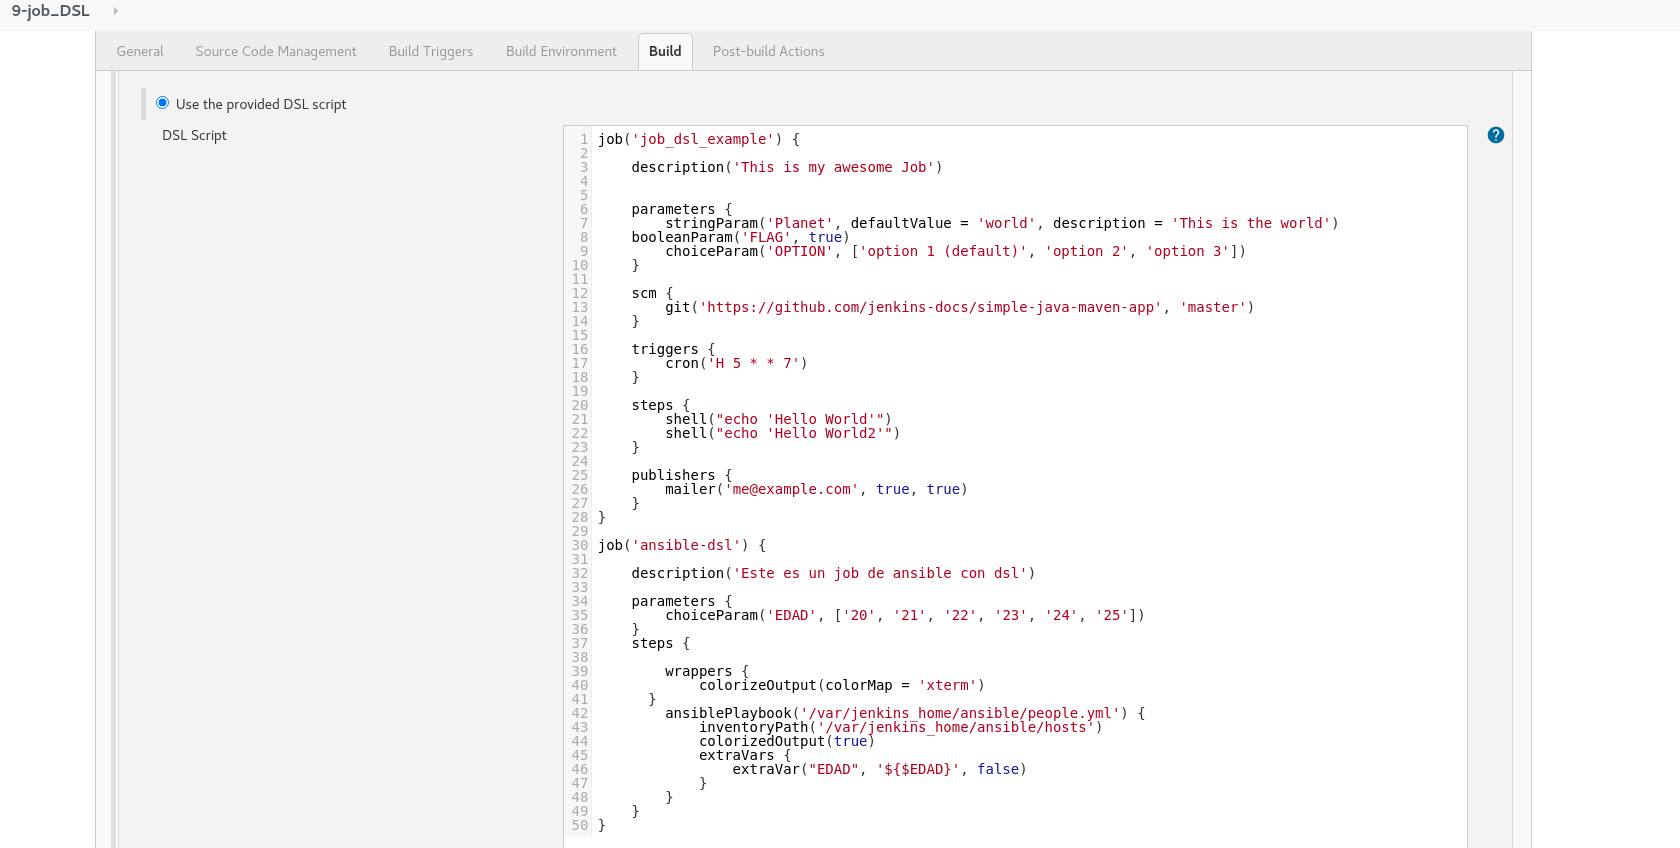 9-job_DSL
General Source Code Management Build Triggers Build Environment Build Post-build Actions
Use the provided DSL script
DSL Script
1 job('job_dsl_example') {
2
3     description('This is my awesome Job')
4
5
6     parameters {
7         stringParam('Planet', defaultValue = 'world', description = 'This is the world')
8     booleanParam('FLAG', true)
9         choiceParam('OPTION', ['option 1 (default)', 'option 2', 'option 3'])
10     }
11
12     scm {
13         git('https://github.com/jenkins-docs/simple-java-maven-app', 'master')
14     }
15
16     triggers {
17         cron('H 5 * * 7')
18     }
19
20     steps {
21         shell("echo 'Hello World'")
22         shell("echo 'Hello World2'")
23     }
24
25     publishers {
26         mailer('me@example.com', true, true)
27     }
28 }
29
30 job('ansible-dsl') {
31
32     description('Este es un job de ansible con dsl')
33
34     parameters {
35         choiceParam('EDAD', ['20', '21', '22', '23', '24', '25'])
36     }
37     steps {
38
39         wrappers {
40             colorizeOutput(colorMap = 'xterm')
41       }
42         ansiblePlaybook('/var/jenkins_home/ansible/people.yml') {
43             inventoryPath('/var/jenkins_home/ansible/hosts')
44             colorizedOutput(true)
45             extraVars {
46                 extraVar("EDAD", '${$EDAD}', false)
47             }
48         }
49     }
50 }
?